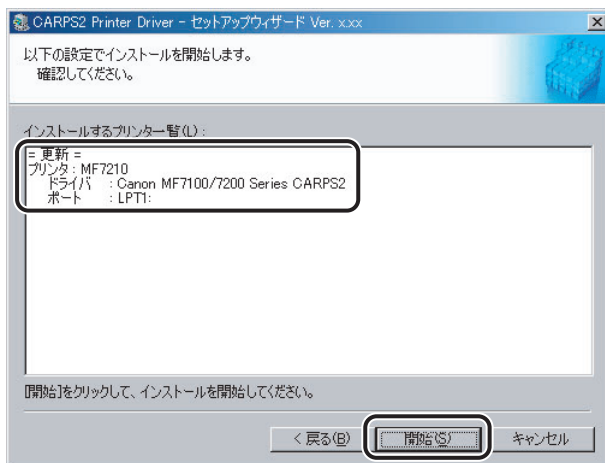 CARPS2 Printer Driver - セットアップウィザード Ver. x.xx
以下の設定でインストールを開始します。
確認してください。
インストールするプリンター覧(L):
= 更新 =
プリンタ : MF7210
ドライバ : Canon MF7100/7200 Series CARPS2
ポート : LPT1:
[開始]をクリックして、インストールを開始してください。
< 戻る(B)
開始(S)
キャンセル